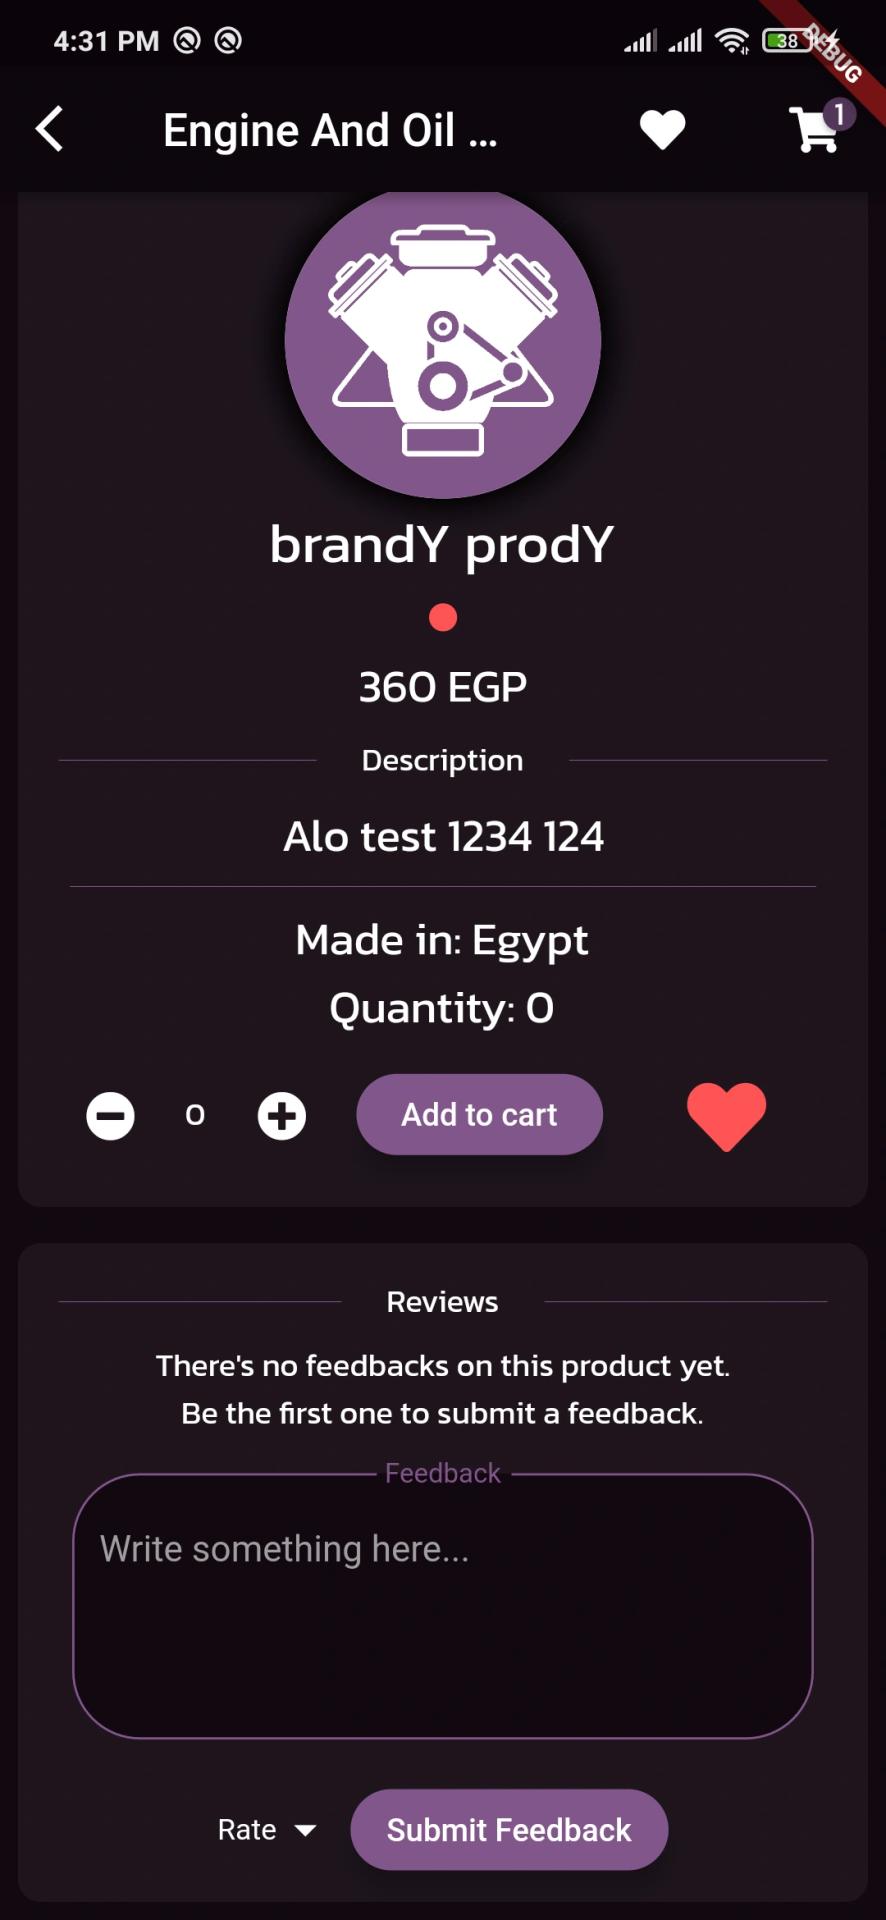 4:31 PM
38
DEBUG
Engine And Oil ...
1
brandY prodY
360 EGP
Description
Alo test 1234 124
Made in: Egypt
Quantity: 0
0
Add to cart
Reviews
There's no feedbacks on this product yet.
Be the first one to submit a feedback.
Feedback
Write something here...
Rate
Submit Feedback